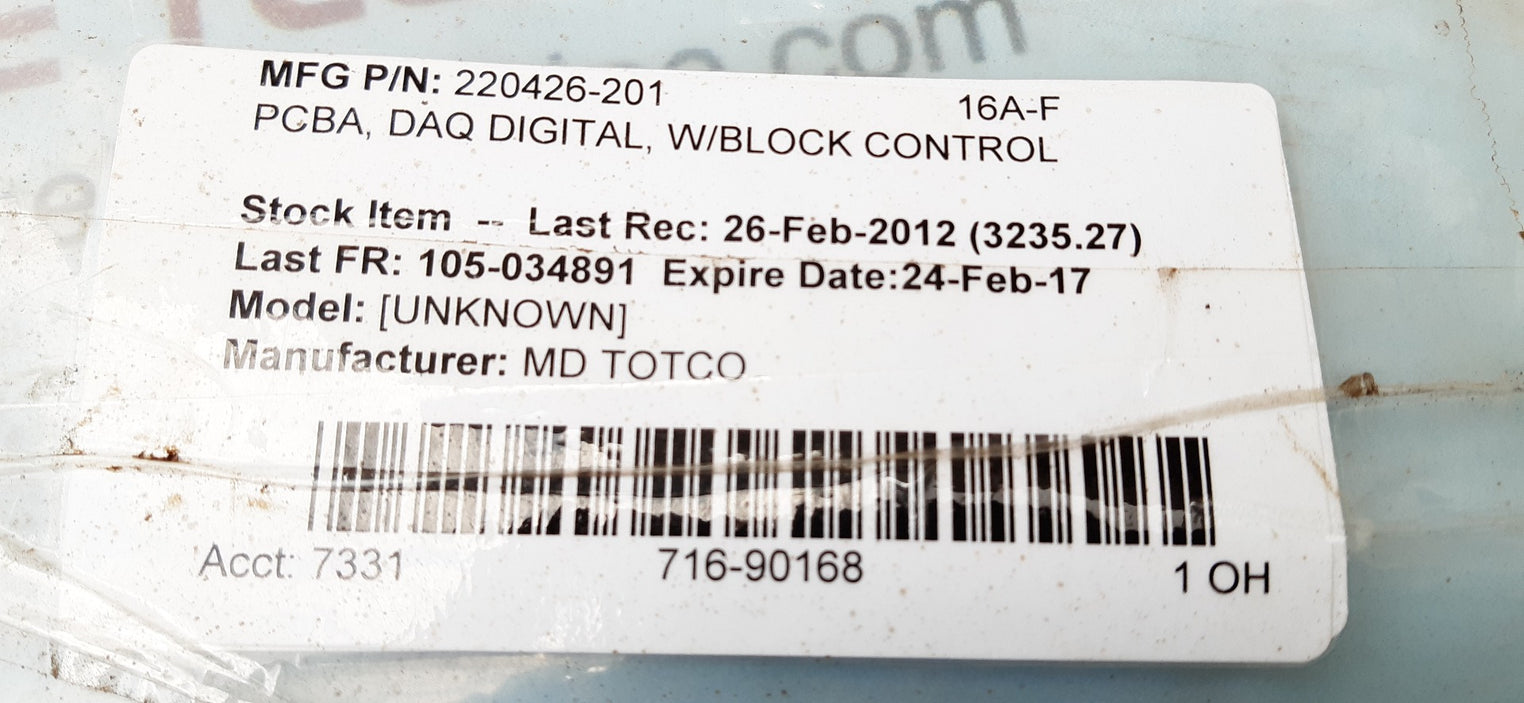 MFG P/N: 220426-201 16A-F
PCBA, DAQ DIGITAL, W/BLOCK CONTROL
Stock Item -- Last Rec: 26-Feb-2012 (3235.27)
Last FR: 105-034891 Expire Date:24-Feb-17
Model: [UNKNOWN]
Manufacturer: MD TOTCO
Acct: 7331 716-90168 1 OH